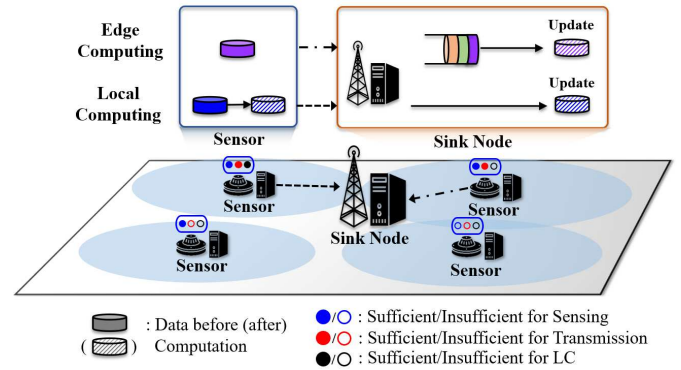 Edge
Computing
Local
Computing
Update
Update
Sensor
Sink Node
Sensor
Sensor
Sink Node
Sensor
Sensor
: Data before (after)
( ) Computation
/ : Sufficient/Insufficient for Sensing
/ : Sufficient/Insufficient for Transmission
/ : Sufficient/Insufficient for LC